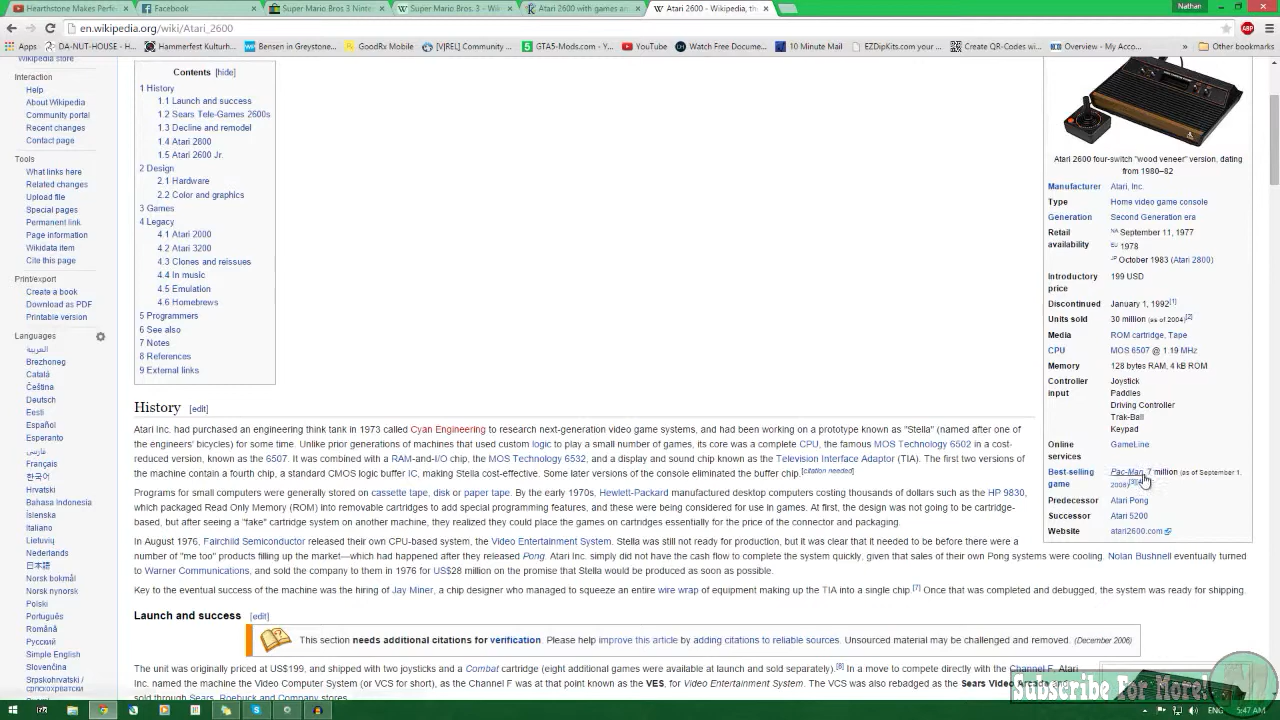 Hearthstone Makes Perfe
Facebook
Super Mario Bros 3 Ninten
Super Mario Bros. 3 - Wiki
Atari 2600 with games an
Atari 2600 - Wikipedia, the
Nathan
en.wikipedia.org/wiki/Atari_2600
Apps
DA-NUT-HOUSE - H...
Hammerfest Kulturh...
Bensen in Greystone...
GoodRx Mobile
[V|REL] Community ...
GTA5-Mods.com - Y...
YouTube
Watch Free Docume...
10 Minute Mail
EZDipKits.com your ...
Create QR-Codes wi...
Overview - My Acco...
Other bookmarks
Wikipedia store
Interaction
Help
About Wikipedia
Community portal
Recent changes
Contact page
Tools
What links here
Related changes
Upload file
Special pages
Permanent link
Page information
Wikidata item
Cite this page
Print/export
Create a book
Download as PDF
Printable version
Languages
العربية
Brezhoneg
Català
Čeština
Deutsch
Eesti
Español
Esperanto
فارسی
Français
한국어
Hrvatski
Bahasa Indonesia
Íslenska
Italiano
Lietuvių
Nederlands
日本語
Norsk bokmål
Norsk nynorsk
Polski
Português
Română
Русский
Simple English
Slovenčina
Srpskohrvatski /
српскохрватски
Contents [hide]
1 History
1.1 Launch and success
1.2 Sears Tele-Games 2600s
1.3 Decline and remodel
1.4 Atari 2800
1.5 Atari 2600 Jr.
2 Design
2.1 Hardware
2.2 Color and graphics
3 Games
4 Legacy
4.1 Atari 2000
4.2 Atari 3200
4.3 Clones and reissues
4.4 In music
4.5 Emulation
4.6 Homebrews
5 Programmers
6 See also
7 Notes
8 References
9 External links
Atari 2600 four-switch "wood veneer" version, dating
from 1980–82
Manufacturer Atari, Inc.
Type Home video game console
Generation Second Generation era
Retail availability NA September 11, 1977
EU 1978
JP October 1983 (Atari 2800)
Introductory price 199 USD
Discontinued January 1, 1992[1]
Units sold 30 million (as of 2004)[2]
Media ROM cartridge, Tape
CPU MOS 6507 @ 1.19 MHz
Memory 128 bytes RAM, 4 kB ROM
Controller input Joystick
Paddles
Driving Controller
Trak-Ball
Keypad
Online services GameLine
Best-selling game Pac-Man, 7 million (as of September 1,
2006)[3]
Predecessor Atari Pong
Successor Atari 5200
Website atari2600.com
History [edit]
Atari Inc. had purchased an engineering think tank in 1973 called Cyan Engineering to research next-generation video game systems, and had been working on a prototype known as "Stella" (named after one of
the engineers' bicycles) for some time. Unlike prior generations of machines that used custom logic to play a small number of games, its core was a complete CPU, the famous MOS Technology 6502 in a cost-
reduced version, known as the 6507. It was combined with a RAM-and-I/O chip, the MOS Technology 6532, and a display and sound chip known as the Television Interface Adaptor (TIA). The first two versions of
the machine contain a fourth chip, a standard CMOS logic buffer IC, making Stella cost-effective. Some later versions of the console eliminated the buffer chip.[citation needed]
Programs for small computers were generally stored on cassette tape, disk or paper tape. By the early 1970s, Hewlett-Packard manufactured desktop computers costing thousands of dollars such as the HP 9830,
which packaged Read Only Memory (ROM) into removable cartridges to add special programming features, and these were being considered for use in games. At first, the design was not going to be cartridge-
based, but after seeing a "fake" cartridge system on another machine, they realized they could place the games on cartridges essentially for the price of the connector and packaging.
In August 1976, Fairchild Semiconductor released their own CPU-based system, the Video Entertainment System. Stella was still not ready for production, but it was clear that it needed to be before there were a
number of "me too" products filling up the market—which had happened after they released Pong. Atari Inc. simply did not have the cash flow to complete the system quickly, given that sales of their own Pong systems were cooling. Nolan Bushnell eventually turned
to Warner Communications, and sold the company to them in 1976 for US$28 million on the promise that Stella would be produced as soon as possible.
Key to the eventual success of the machine was the hiring of Jay Miner, a chip designer who managed to squeeze an entire wire wrap of equipment making up the TIA into a single chip.[7] Once that was completed and debugged, the system was ready for shipping.
Launch and success [edit]
This section needs additional citations for verification. Please help improve this article by adding citations to reliable sources. Unsourced material may be challenged and removed. (December 2006)
The unit was originally priced at US$199, and shipped with two joysticks and a Combat cartridge (eight additional games were available at launch and sold separately).[8] In a move to compete directly with the Channel F, Atari
Inc. named the machine the Video Computer System (or VCS for short), as the Channel F was at that point known as the VES, for Video Entertainment System. The VCS was also rebadged as the Sears Video Arcade and
sold through Sears, Roebuck and Company stores.
Subscribe For More!
ENG
5:47 AM